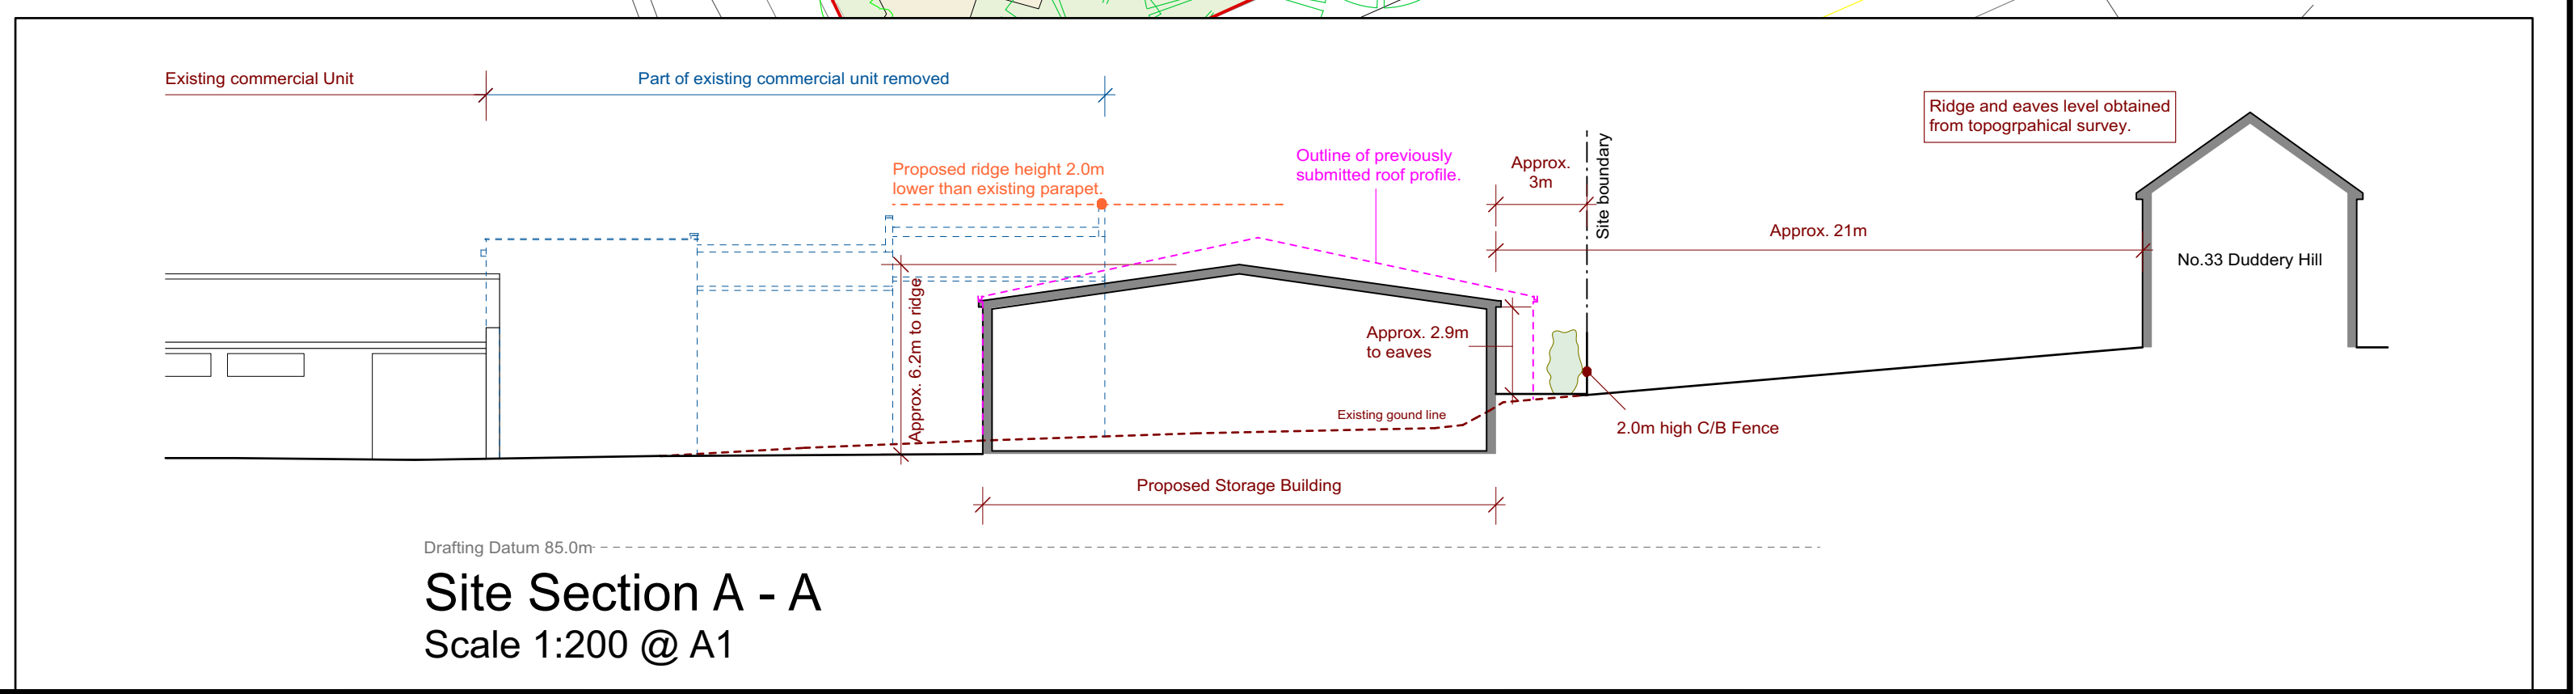 Existing commercial Unit
Part of existing commercial unit removed
Proposed ridge height 2.0m
lower than existing parapet.
Outline of previously
submitted roof profile.
Approx.
3m
Site boundary
Ridge and eaves level obtained
from topogrpahical survey.
Approx. 21m
No.33 Duddery Hill
Approx. 6.2m to ridge
Approx. 2.9m
to eaves
Existing gound line
2.0m high C/B Fence
Proposed Storage Building
Drafting Datum 85.0m
Site Section A - A
Scale 1:200 @ A1